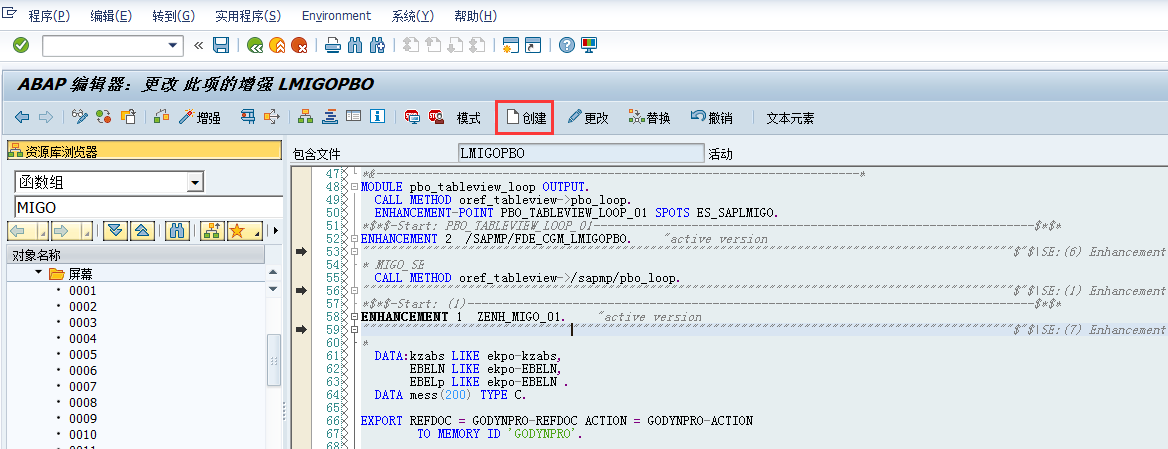 程序(P) 编辑(E) 转到(G) 实用程序(S) Environment 系统(Y) 帮助(H)
ABAP 编辑器: 更改 此项的增强 LMIGOPBO
增强 模式 创建 更改 替换 撤销 文本元素
资源库浏览器
函数组
MIGO
对象名称
屏幕
0001
0002
0003
0004
0005
0006
0007
0008
0009
0010
包含文件 LMIGOPBO 活动
47 *&---------------------------------------------------------------------*
48 MODULE pbo_tableview_loop OUTPUT.
49 CALL METHOD oref_tableview->pbo_loop.
50 ENHANCEMENT-POINT PBO_TABLEVIEW_LOOP_01 SPOTS ES_SAPLMIGO.
51 *$*$-Start: PBO_TABLEVIEW_LOOP_01---------------------------------------------------------------$*$*
52 ENHANCEMENT 2 /SAPMP/FDE_CGM_LMIGOPBO. "active version
53 $"$"$\SE:(6) Enhancement
54 * MIGO_SE
55 CALL METHOD oref_tableview->/sapmp/pbo_loop.
56 $"$"$\SE:(1) Enhancement
57 *$*$-Start: (1)---------------------------------------------------------------------------------$*$*
58 ENHANCEMENT 1 ZENH_MIGO_01. "active version
59 $"$"$\SE:(7) Enhancement
60 *
61 DATA:kzabs LIKE ekpo-kzabs,
62 EBELN LIKE ekpo-EBELN,
63 EBELp LIKE ekpo-EBELN .
64 DATA mess(200) TYPE C.
65
66 EXPORT REFDOC = GODYNPRO-REFDOC ACTION = GODYNPRO-ACTION
67 TO MEMORY ID 'GODYNPRO'.
68